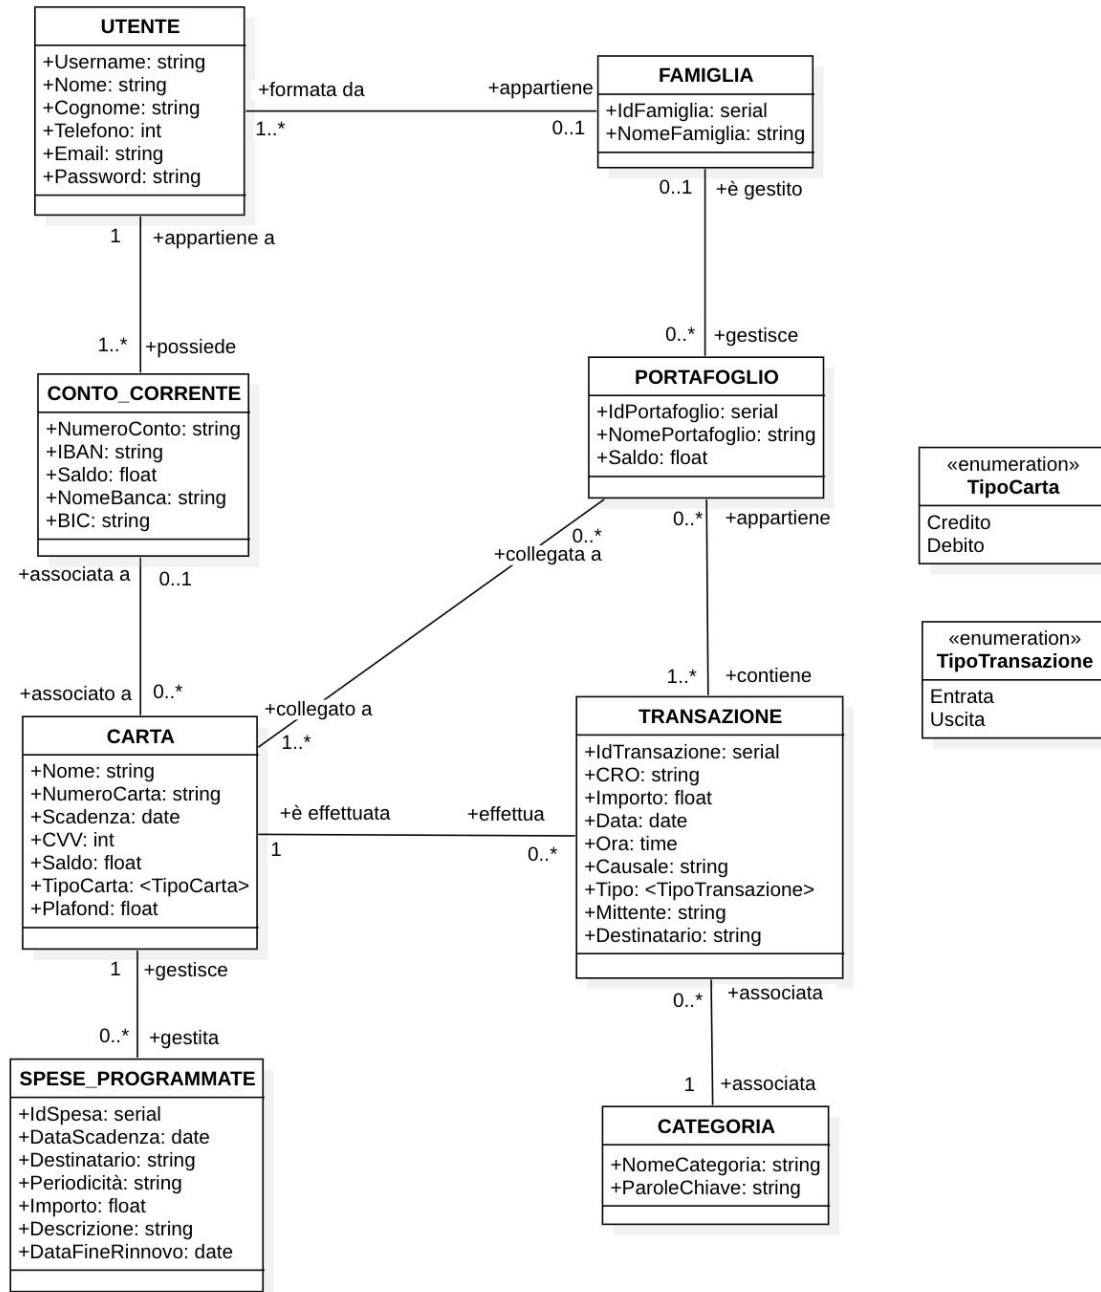 UTENTE
+Username: string
+Nome: string
+Cognome: string
+Telefono: int
+Email: string
+Password: string
+formata da
1..*
+appartiene
0..1
FAMIGLIA
+IdFamiglia: serial
+NomeFamiglia: string
0..1
+è gestito
0..*
+gestisce
1
+appartiene a
1..*
+possiede
CONTO_CORRENTE
+NumeroConto: string
+IBAN: string
+Saldo: float
+NomeBanca: string
+BIC: string
PORTAFOGLIO
+IdPortafoglio: serial
+NomePortafoglio: string
+Saldo: float
«enumeration»
TipoCarta
Credito
Debito
+associata a
0..1
+associato a
0..*
0..*
+collegata a
+collegato a
1..*
0..*
+appartiene
1..*
+contiene
«enumeration»
TipoTransazione
Entrata
Uscita
CARTA
+Nome: string
+NumeroCarta: string
+Scadenza: date
+CVV: int
+Saldo: float
+TipoCarta: <TipoCarta>
+Plafond: float
+è effettuata
1
+effettua
0..*
TRANSAZIONE
+IdTransazione: serial
+CRO: string
+Importo: float
+Data: date
+Ora: time
+Causale: string
+Tipo: <TipoTransazione>
+Mittente: string
+Destinatario: string
1
+gestisce
0..*
+gestita
0..*
+associata
1
+associata
SPESE_PROGRAMMATE
+IdSpesa: serial
+DataScadenza: date
+Destinatario: string
+Periodicità: string
+Importo: float
+Descrizione: string
+DataFineRinnovo: date
CATEGORIA
+NomeCategoria: string
+ParoleChiave: string